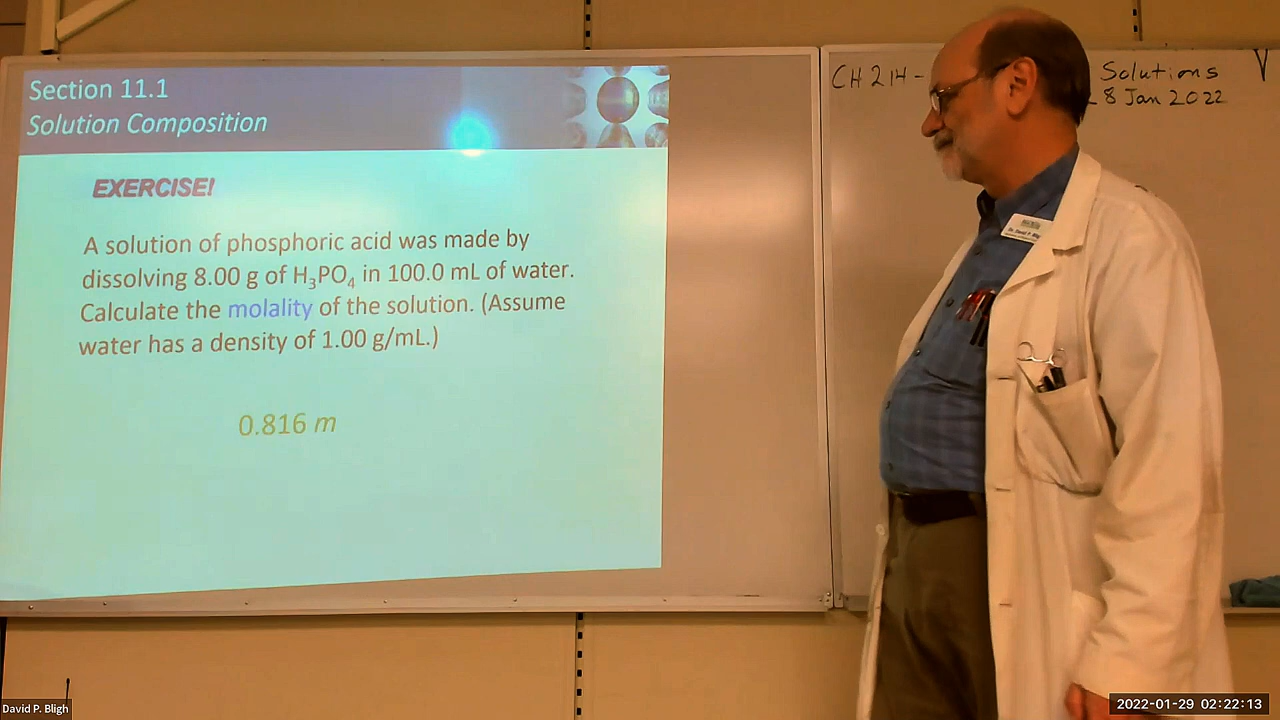 Section 11.1
Solution Composition
EXERCISE!
A solution of phosphoric acid was made by
dissolving 8.00 g of H₃PO₄ in 100.0 mL of water.
Calculate the molality of the solution. (Assume
water has a density of 1.00 g/mL.)
0.816 m
CH 214 - Solutions
28 Jan 2022
David P. Bligh
2022-01-29 02:22:13